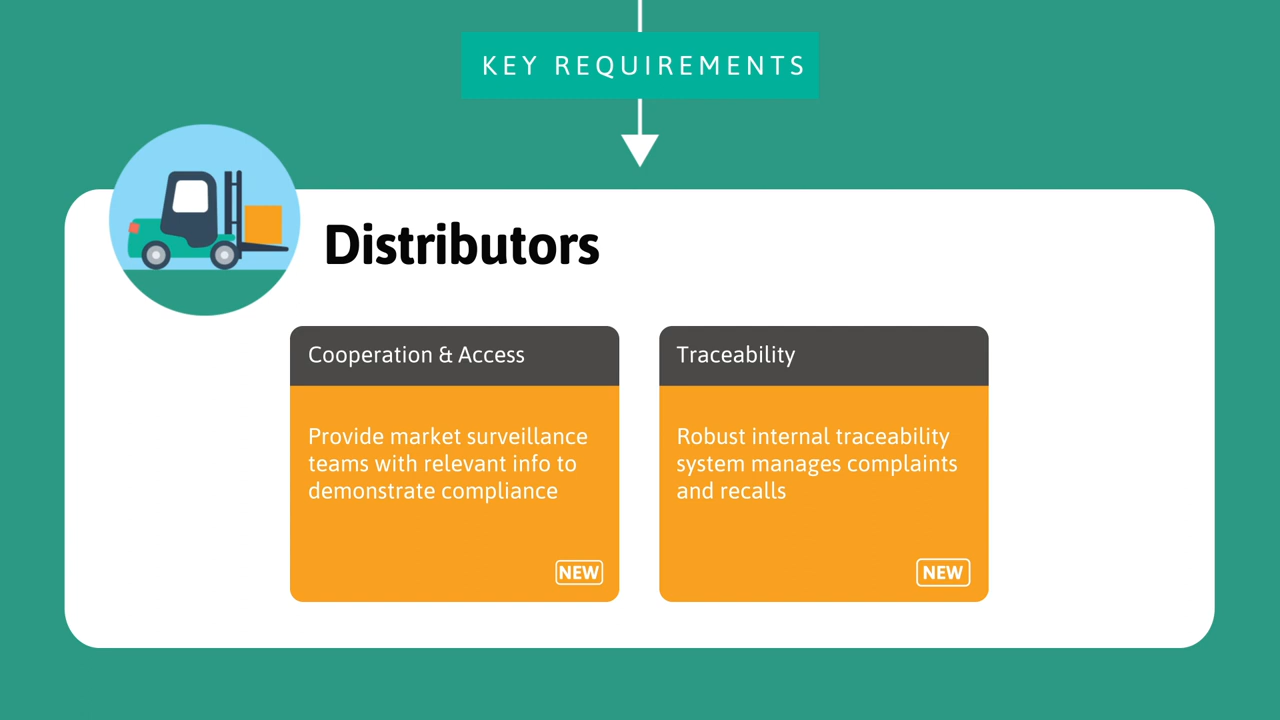 KEY REQUIREMENTS
Distributors
Cooperation & Access
Provide market surveillance
teams with relevant info to
demonstrate compliance
NEW
Traceability
Robust internal traceability
system manages complaints
and recalls
NEW